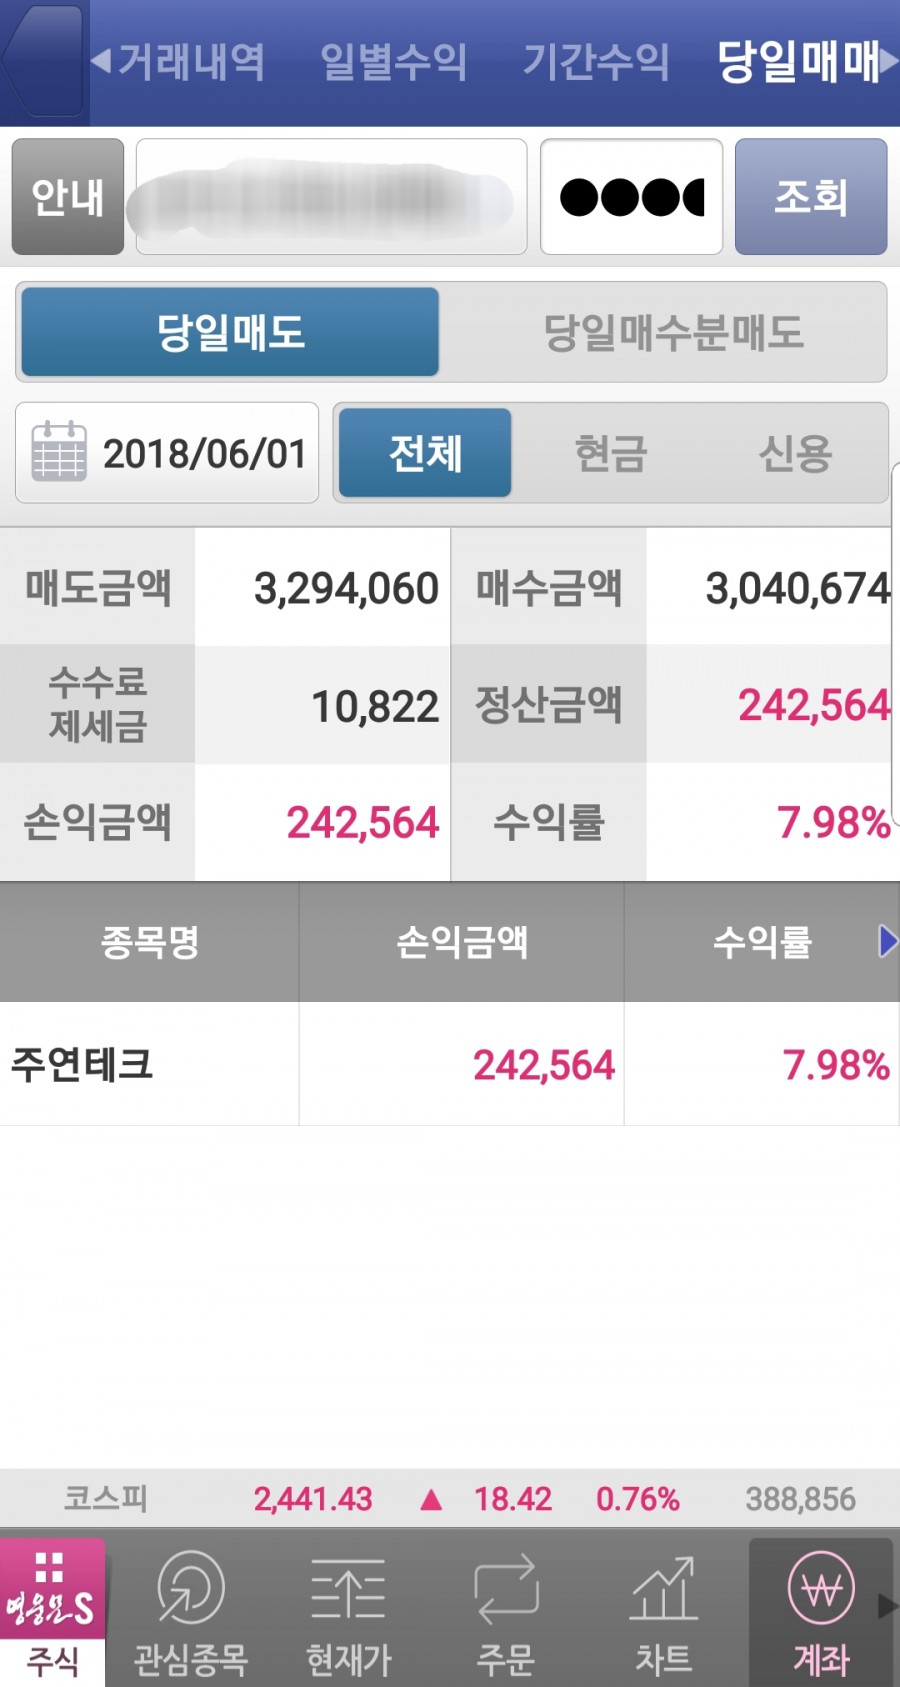 거래내역 일별수익 기간수익 당일매매
안내 조회
당일매도 당일매수분매도
2018/06/01 전체 현금 신용
매도금액 3,294,060 매수금액 3,040,674
수수료
제세금 10,822 정산금액 242,564
손익금액 242,564 수익률 7.98%
종목명 손익금액 수익률
주연테크 242,564 7.98%
코스피 2,441.43 ▲ 18.42 0.76% 388,856
영웅문S
주식 관심종목 현재가 주문 차트 계좌